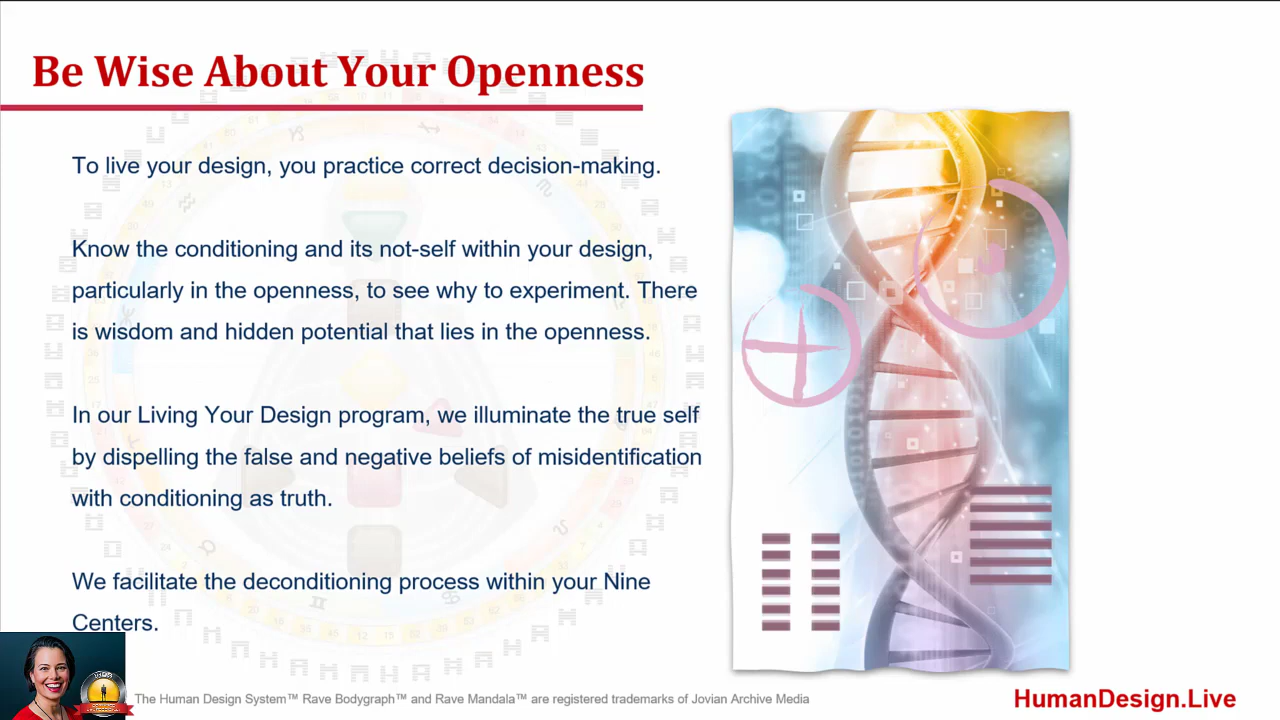 Be Wise About Your Openness
To live your design, you practice correct decision-making.
Know the conditioning and its not-self within your design,
particularly in the openness, to see why to experiment. There
is wisdom and hidden potential that lies in the openness.
In our Living Your Design program, we illuminate the true self
by dispelling the false and negative beliefs of misidentification
with conditioning as truth.
We facilitate the deconditioning process within your Nine
Centers.
The Human Design System™ Rave Bodygraph™ and Rave Mandala™ are registered trademarks of Jovian Archive Media
HumanDesign.Live